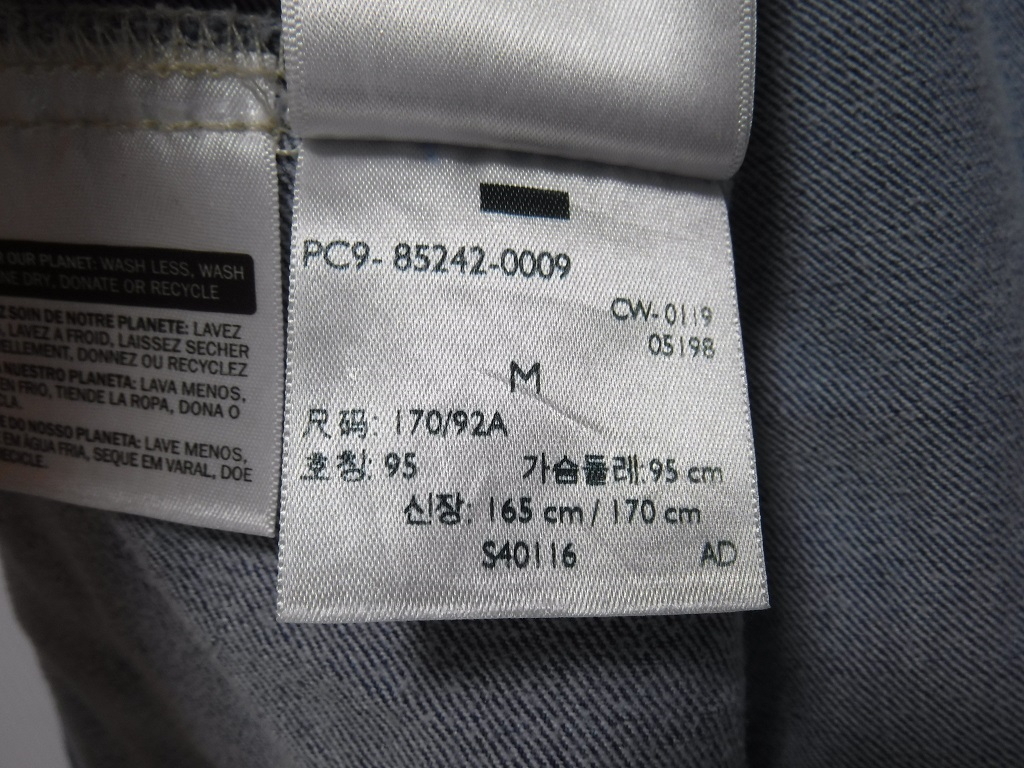 OUR PLANET: WASH LESS, WASH
NE DRY, DONATE OR RECYCLE
SOIN DE NOTRE PLANETE: LAVEZ
LAVEZ A FROID, LAISSEZ SECHER
ELLEMENT, DONNEZ OU RECYCLEZ
NUESTRO PLANETA: LAVA MENOS,
EN FRIO, TIENDE LA ROPA, DONA O
LA.
DO NOSSO PLANETA: LAVE MENOS,
EM ÁGUA FRIA, SEQUE EM VARAL, DOE
RECICLE.
PC9- 85242-0009
CW-0119
05198
M
尺码: 170/92A
호칭: 95 가슴둘레: 95 cm
신장: 165 cm / 170 cm
S40116 AD